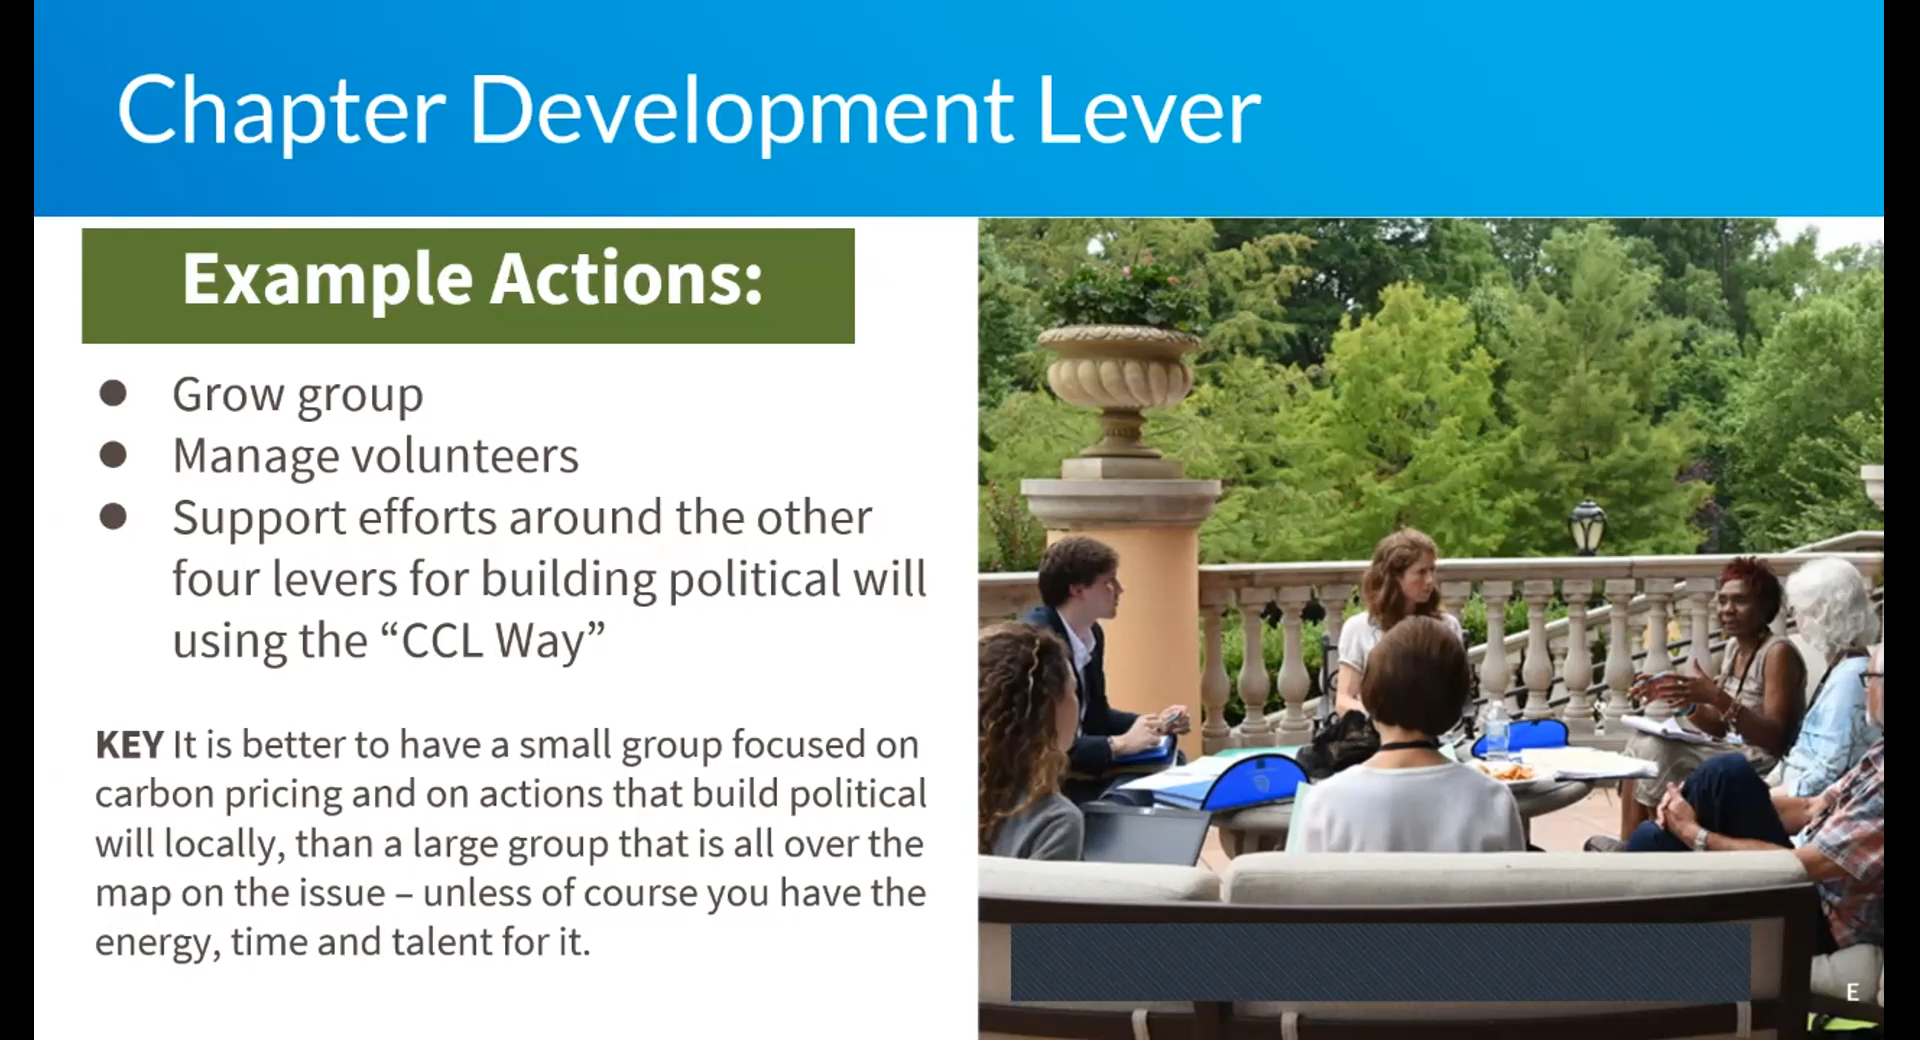 Chapter Development Lever
Example Actions:
● Grow group
● Manage volunteers
● Support efforts around the other
four levers for building political will
using the “CCL Way”
KEY It is better to have a small group focused on
carbon pricing and on actions that build political
will locally, than a large group that is all over the
map on the issue – unless of course you have the
energy, time and talent for it.
E